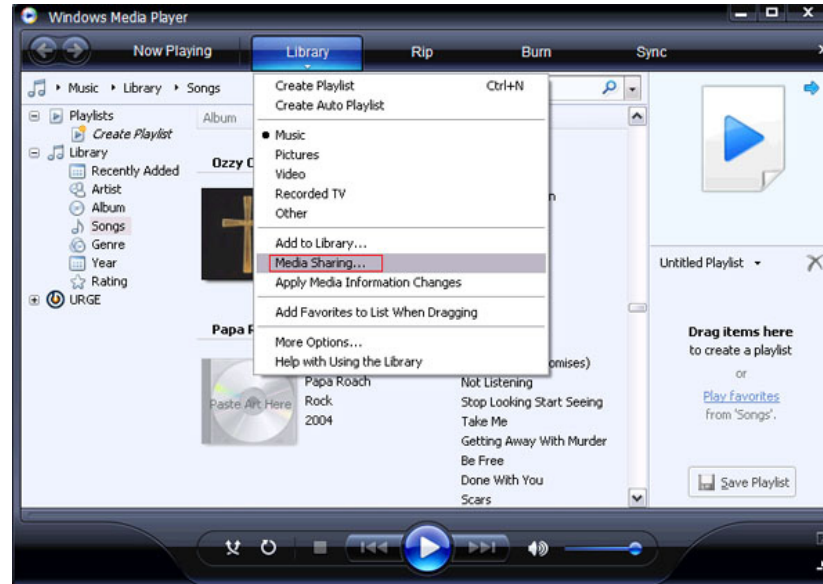 Windows Media Player
Now Playing
Library
Rip
Burn
Sync
Music
Library
Songs
Create Playlist Ctrl+N
Create Auto Playlist
Music
Pictures
Video
Recorded TV
Other
Add to Library...
Media Sharing...
Apply Media Information Changes
Add Favorites to List When Dragging
More Options...
Help with Using the Library
Playlists
Create Playlist
Library
Recently Added
Artist
Album
Songs
Genre
Year
Rating
URGE
Album
Ozzy
Papa
Paste Art Here
Papa Roach
Rock
2004
Not Listening
Stop Looking Start Seeing
Take Me
Getting Away With Murder
Be Free
Done With You
Scars
Untitled Playlist
Drag items here
to create a playlist
or
Play favorites
from 'Songs'.
Save Playlist